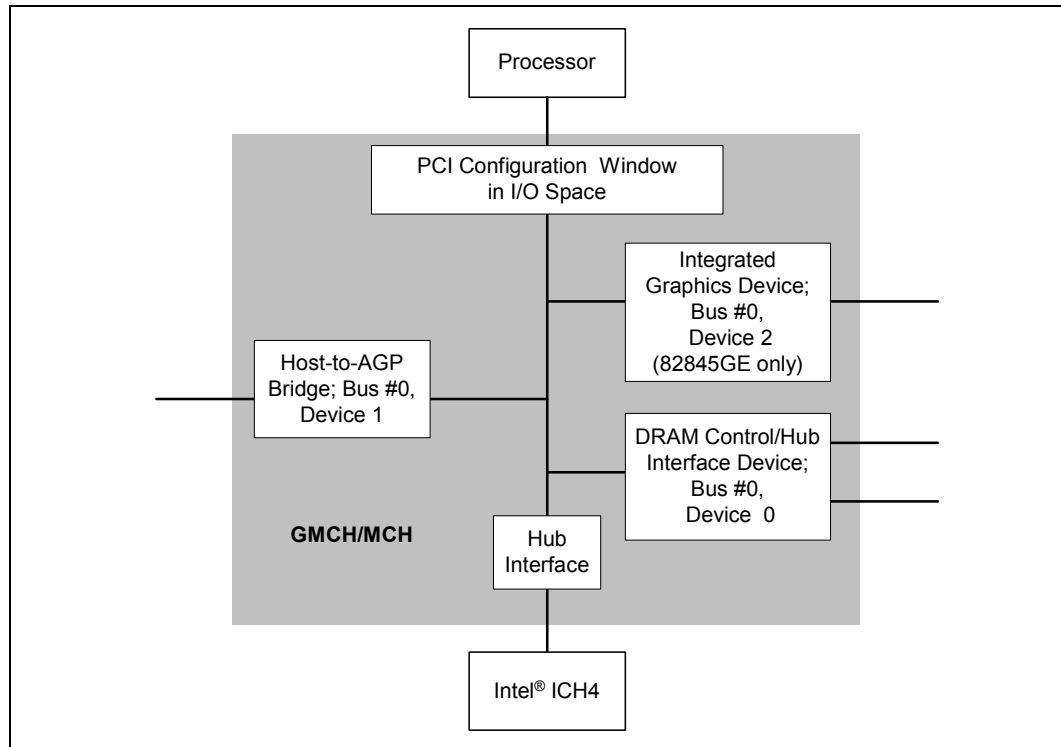 Processor
PCI Configuration Window
in I/O Space
Integrated
Graphics Device;
Bus #0,
Device 2
(82845GE only)
Host-to-AGP
Bridge; Bus #0,
Device 1
DRAM Control/Hub
Interface Device;
Bus #0,
Device 0
GMCH/MCH
Hub
Interface
Intel® ICH4